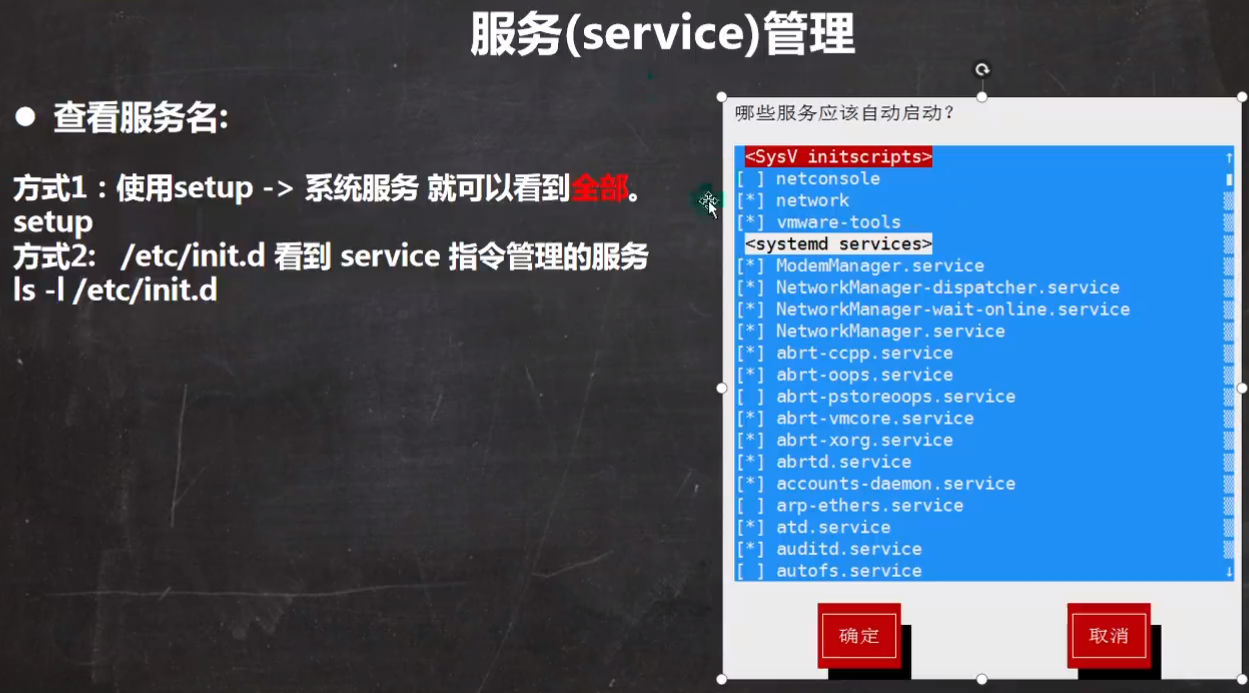 服务(service)管理
● 查看服务名:
方式1：使用setup -> 系统服务 就可以看到全部。
setup
方式2: /etc/init.d 看到 service 指令管理的服务
ls -l /etc/init.d
哪些服务应该自动启动？
<SysV initscripts>
[ ] netconsole
[*] network
[*] vmware-tools
<systemd services>
[*] ModemManager.service
[*] NetworkManager-dispatcher.service
[*] NetworkManager-wait-online.service
[*] NetworkManager.service
[*] abrt-ccpp.service
[*] abrt-oops.service
[ ] abrt-pstoreoops.service
[*] abrt-vmcore.service
[*] abrt-xorg.service
[*] abrtd.service
[*] accounts-daemon.service
[ ] arp-ethers.service
[*] atd.service
[*] auditd.service
[ ] autofs.service
确定
取消